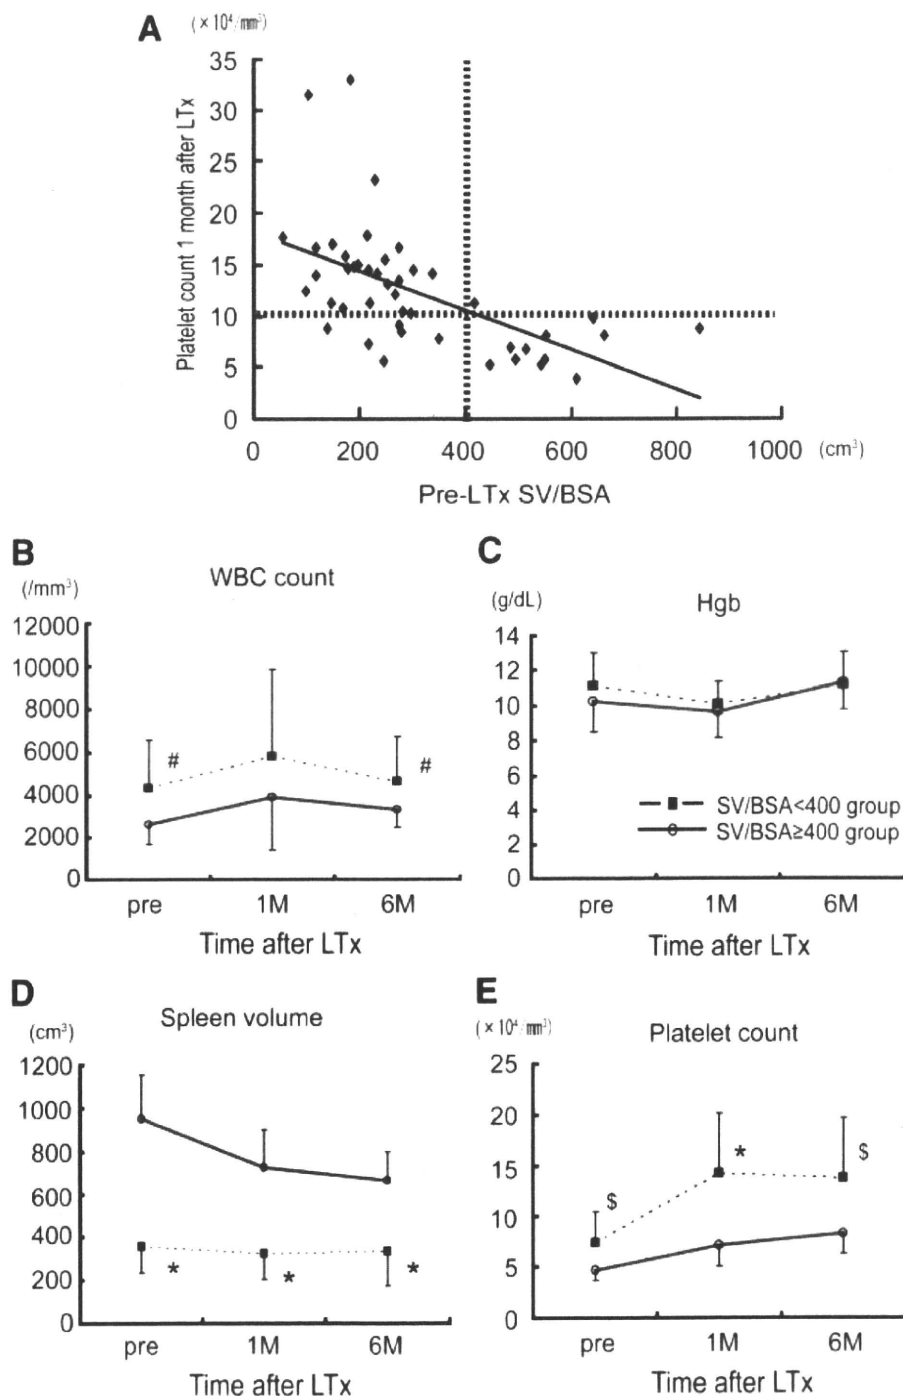 A
(×10⁴/mm³)
Platelet count 1 month after LTx
35
30
25
20
15
10
5
0
0 200 400 600 800 1000 (cm³)
Pre-LTx SV/BSA
B
(/mm³)
WBC count
12000
10000
8000
6000
4000
2000
0
#
#
pre 1M 6M
Time after LTx
C
(g/dL)
Hgb
14
12
10
8
6
4
2
0
SV/BSA<400 group
SV/BSA≥400 group
pre 1M 6M
Time after LTx
D
(cm³)
Spleen volume
1200
1000
800
600
400
200
0
* * *
pre 1M 6M
Time after LTx
E
(×10⁴/mm³)
Platelet count
25
20
15
10
5
0
$ * $
pre 1M 6M
Time after LTx